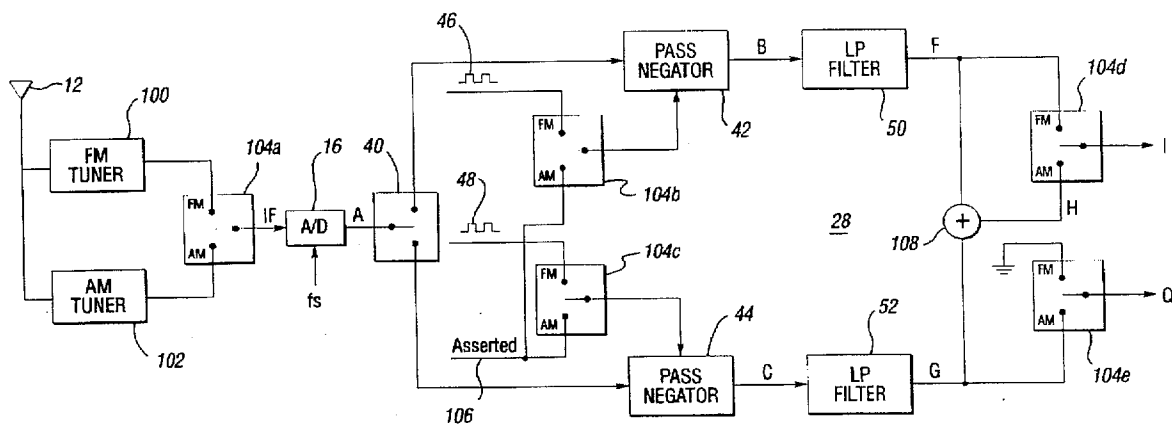 46
PASS
NEGATOR
B
LP
FILTER
F
104d
12
100
FM
TUNER
104a
16
40
FM
42
50
FM
I
FM
IF
A/D
A
AM
104b
AM
H
AM
48
28
108
+
fs
FM
104c
FM
Q
AM
TUNER
102
AM
44
52
AM
Asserted
106
PASS
NEGATOR
C
LP
FILTER
G
104e